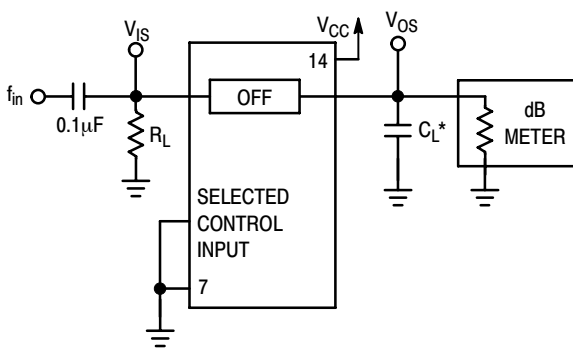 V_IS
V_CC
V_OS
14
f_in
0.1µF
R_L
OFF
C_L*
dB
METER
SELECTED
CONTROL
INPUT
7